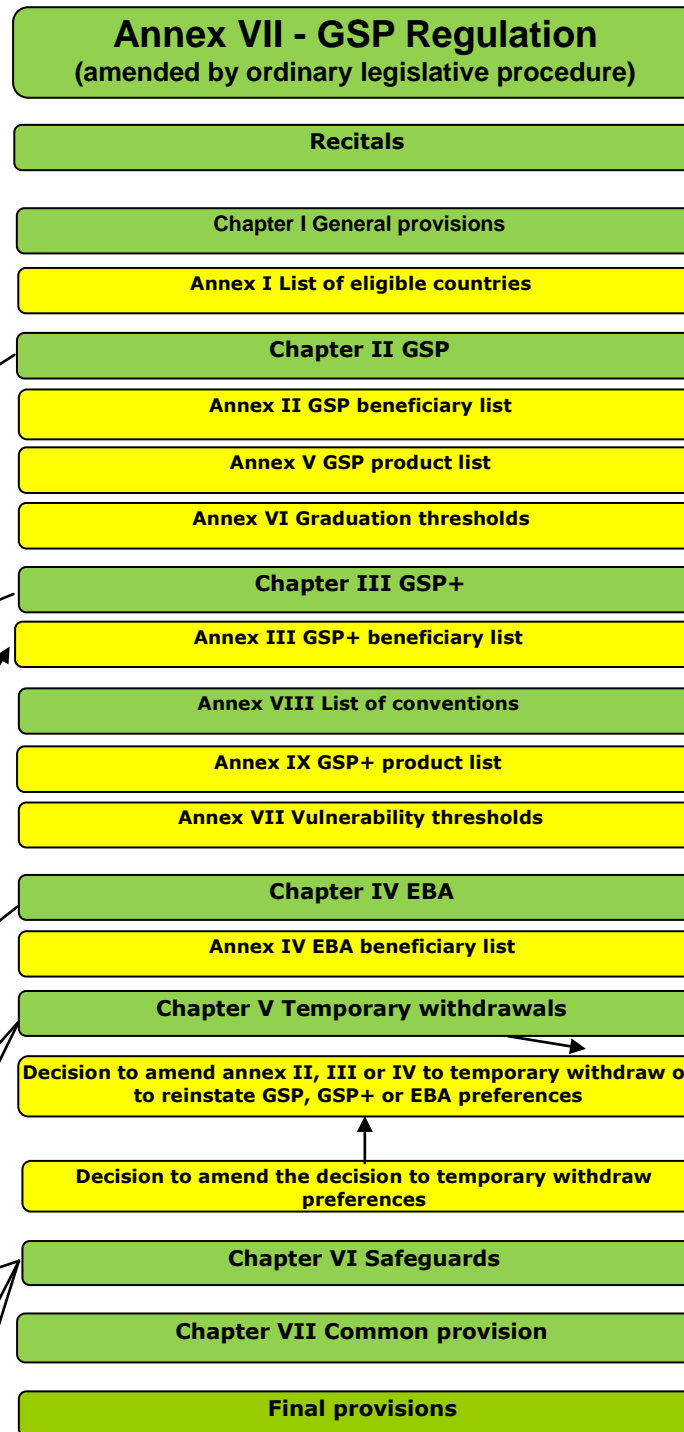 Annex VII - GSP Regulation
(amended by ordinary legislative procedure)
Recitals
Chapter I General provisions
Annex I List of eligible countries
Chapter II GSP
Annex II GSP beneficiary list
Annex V GSP product list
Annex VI Graduation thresholds
Chapter III GSP+
Annex III GSP+ beneficiary list
Annex VIII List of conventions
Annex IX GSP+ product list
Annex VII Vulnerability thresholds
Chapter IV EBA
Annex IV EBA beneficiary list
Chapter V Temporary withdrawals
Decision to amend annex II, III or IV to temporary withdraw o
to reinstate GSP, GSP+ or EBA preferences
Decision to amend the decision to temporary withdraw
preferences
Chapter VI Safeguards
Chapter VII Common provision
Final provisions